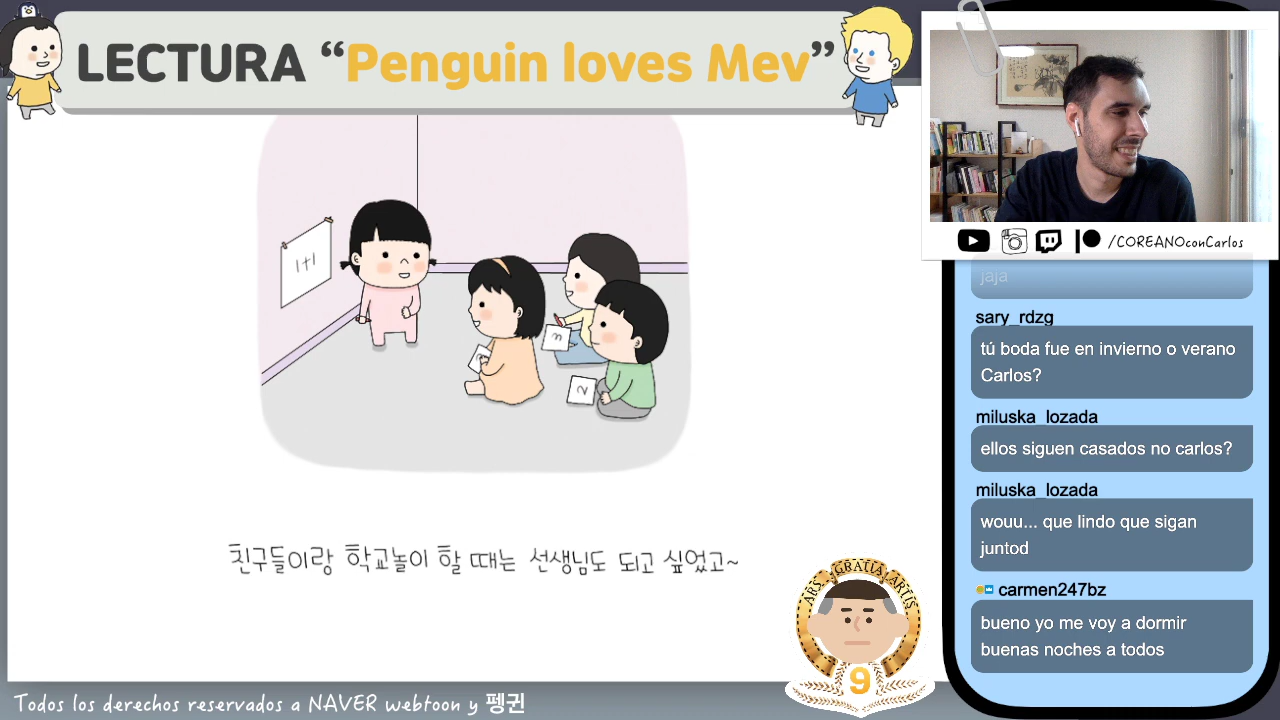 LECTURA “Penguin loves Mev”
1+1
3
2
친구들이랑 학교놀이 할 때는 선생님도 되고 싶었고~
ARS GRATIA ARTIS
9
Todos los derechos reservados a NAVER webtoon y 펭귄
/COREANOconCarlos
jaja
sary_rdzg
tú boda fue en invierno o verano
Carlos?
miluska_lozada
ellos siguen casados no carlos?
miluska_lozada
wouu... que lindo que sigan
juntod
carmen247bz
bueno yo me voy a dormir
buenas noches a todos